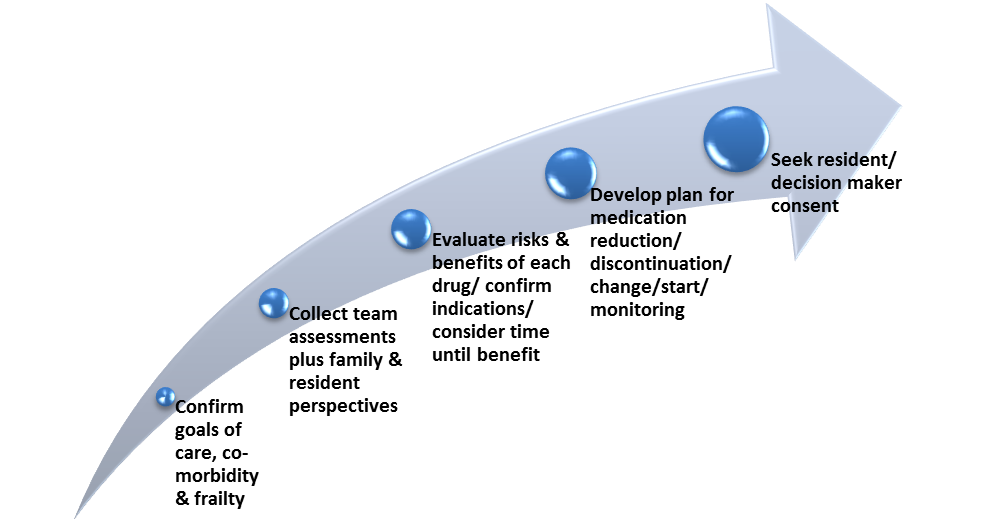 Confirm
goals of
care, co-
morbidity
& frailty
Collect team
assessments
plus family &
resident
perspectives
Evaluate risks &
benefits of each
drug/ confirm
indications/
consider time
until benefit
Develop plan for
medication
reduction/
discontinuation/
change/start/
monitoring
Seek resident/
decision maker
consent